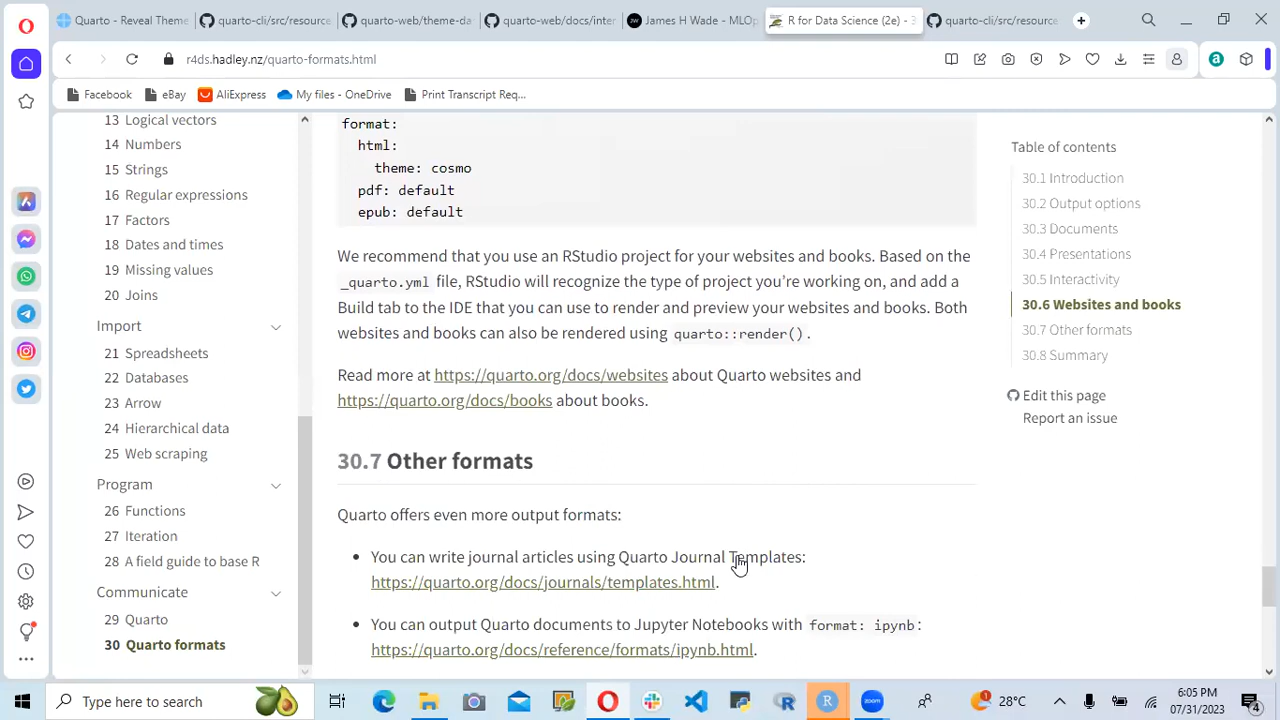 Quarto - Reveal Theme
quarto-cli/src/resource
quarto-web/theme-da
quarto-web/docs/inter
James H Wade - MLOp
R for Data Science (2e) - 3
quarto-cli/src/resource
r4ds.hadley.nz/quarto-formats.html
Facebook
eBay
AliExpress
My files - OneDrive
Print Transcript Req...
13 Logical vectors
14 Numbers
15 Strings
16 Regular expressions
17 Factors
18 Dates and times
19 Missing values
20 Joins
Import
21 Spreadsheets
22 Databases
23 Arrow
24 Hierarchical data
25 Web scraping
Program
26 Functions
27 Iteration
28 A field guide to base R
Communicate
29 Quarto
30 Quarto formats
format:
html:
theme: cosmo
pdf: default
epub: default
We recommend that you use an RStudio project for your websites and books. Based on the
_quarto.yml file, RStudio will recognize the type of project you're working on, and add a
Build tab to the IDE that you can use to render and preview your websites and books. Both
websites and books can also be rendered using quarto::render().
Read more at https://quarto.org/docs/websites about Quarto websites and
https://quarto.org/docs/books about books.
30.7 Other formats
Quarto offers even more output formats:
• You can write journal articles using Quarto Journal Templates:
https://quarto.org/docs/journals/templates.html.
• You can output Quarto documents to Jupyter Notebooks with format: ipynb:
https://quarto.org/docs/reference/formats/ipynb.html.
Table of contents
30.1 Introduction
30.2 Output options
30.3 Documents
30.4 Presentations
30.5 Interactivity
30.6 Websites and books
30.7 Other formats
30.8 Summary
Edit this page
Report an issue
Type here to search
28°C
6:05 PM
07/31/2023
4